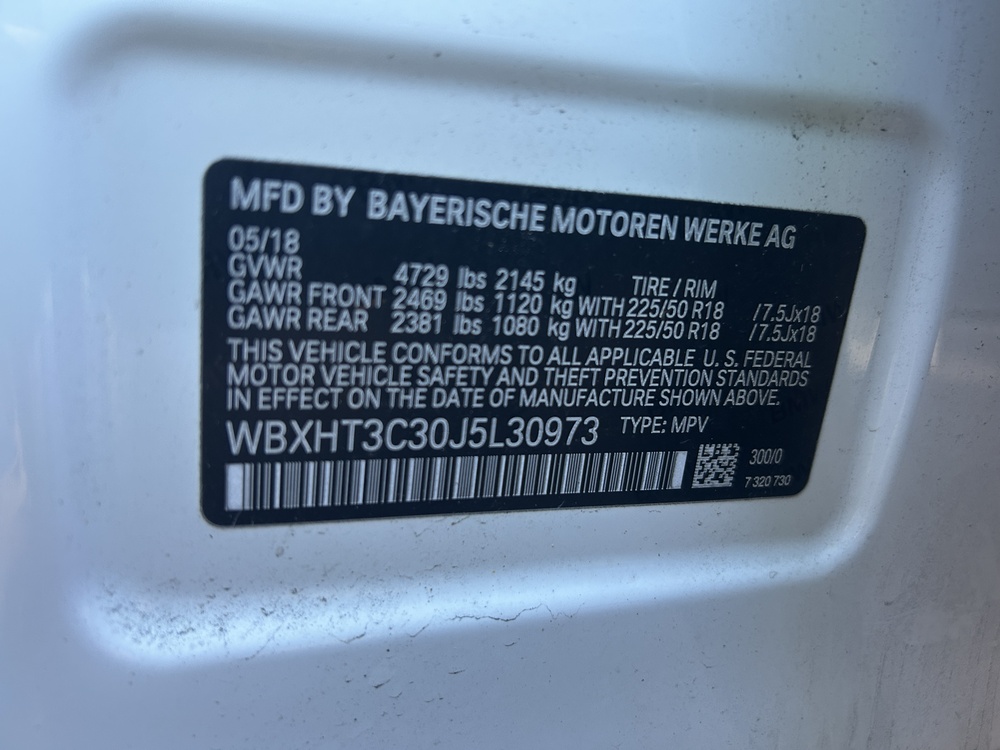 MFD BY BAYERISCHE MOTOREN WERKE AG
05/18
GVWR 4729 lbs 2145 kg TIRE / RIM
GAWR FRONT 2469 lbs 1120 kg WITH 225/50 R18 /7.5Jx18
GAWR REAR 2381 lbs 1080 kg WITH 225/50 R18 /7.5Jx18
THIS VEHICLE CONFORMS TO ALL APPLICABLE U. S. FEDERAL
MOTOR VEHICLE SAFETY AND THEFT PREVENTION STANDARDS
IN EFFECT ON THE DATE OF MANUFACTURE SHOWN ABOVE.
WBXHT3C30J5L30973 TYPE: MPV
300/0
7 320 730